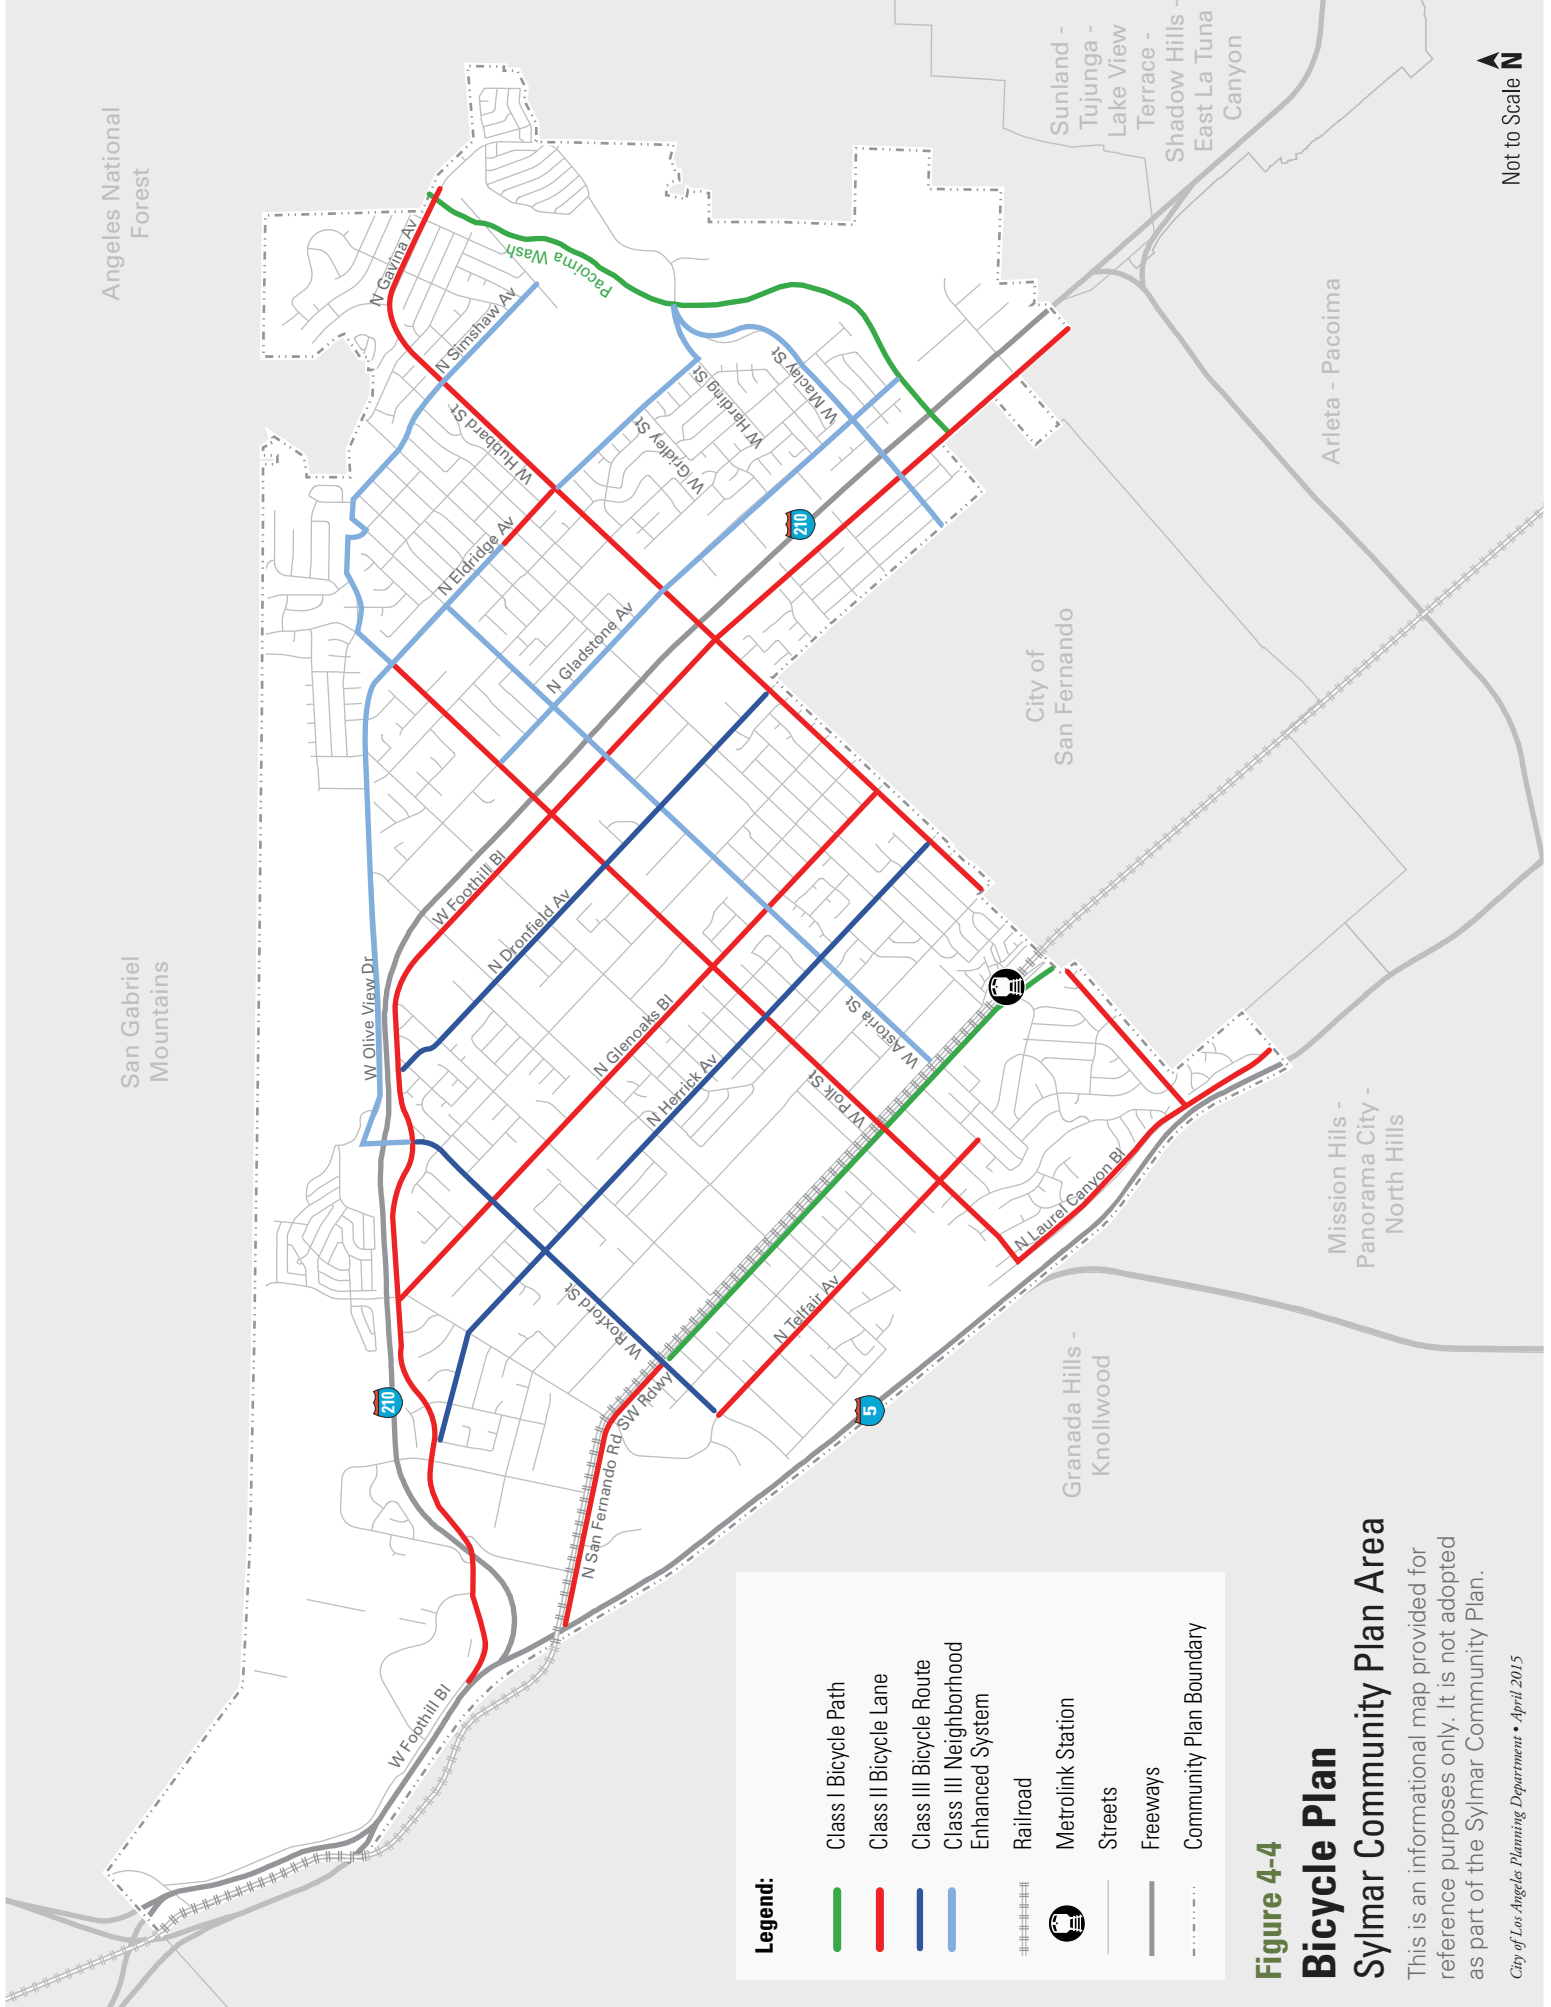 Angeles National
Forest
San Gabriel
Mountains
Sunland -
Tujunga -
Lake View
Terrace -
Shadow Hills -
East La Tuna
Canyon
Arleta - Pacoima
City of
San Fernando
Mission Hils -
Panorama City -
North Hills
Granada Hills -
Knollwood
N Gavina Av
Pacoima Wash
N Simshaw Av
W Hubbard St
W Harding St
W Gridley St
W Maclay St
N Eldridge Av
N Gladstone Av
210
W Foothill Bl
N Dronfield Av
W Olive View Dr
N Glenoaks Bl
N Herrick Av
W Astoria St
W Polk St
W Roxford St
N Telfair Av
N Laurel Canyon Bl
N San Fernando Rd SW Rdwy
210
5
W Foothill Bl
Legend:
Class I Bicycle Path
Class II Bicycle Lane
Class III Bicycle Route
Class III Neighborhood
Enhanced System
Railroad
Metrolink Station
Streets
Freeways
Community Plan Boundary
Figure 4-4
Bicycle Plan
Sylmar Community Plan Area
This is an informational map provided for
reference purposes only. It is not adopted
as part of the Sylmar Community Plan.
City of Los Angeles Planning Department • April 2015
Not to Scale
N